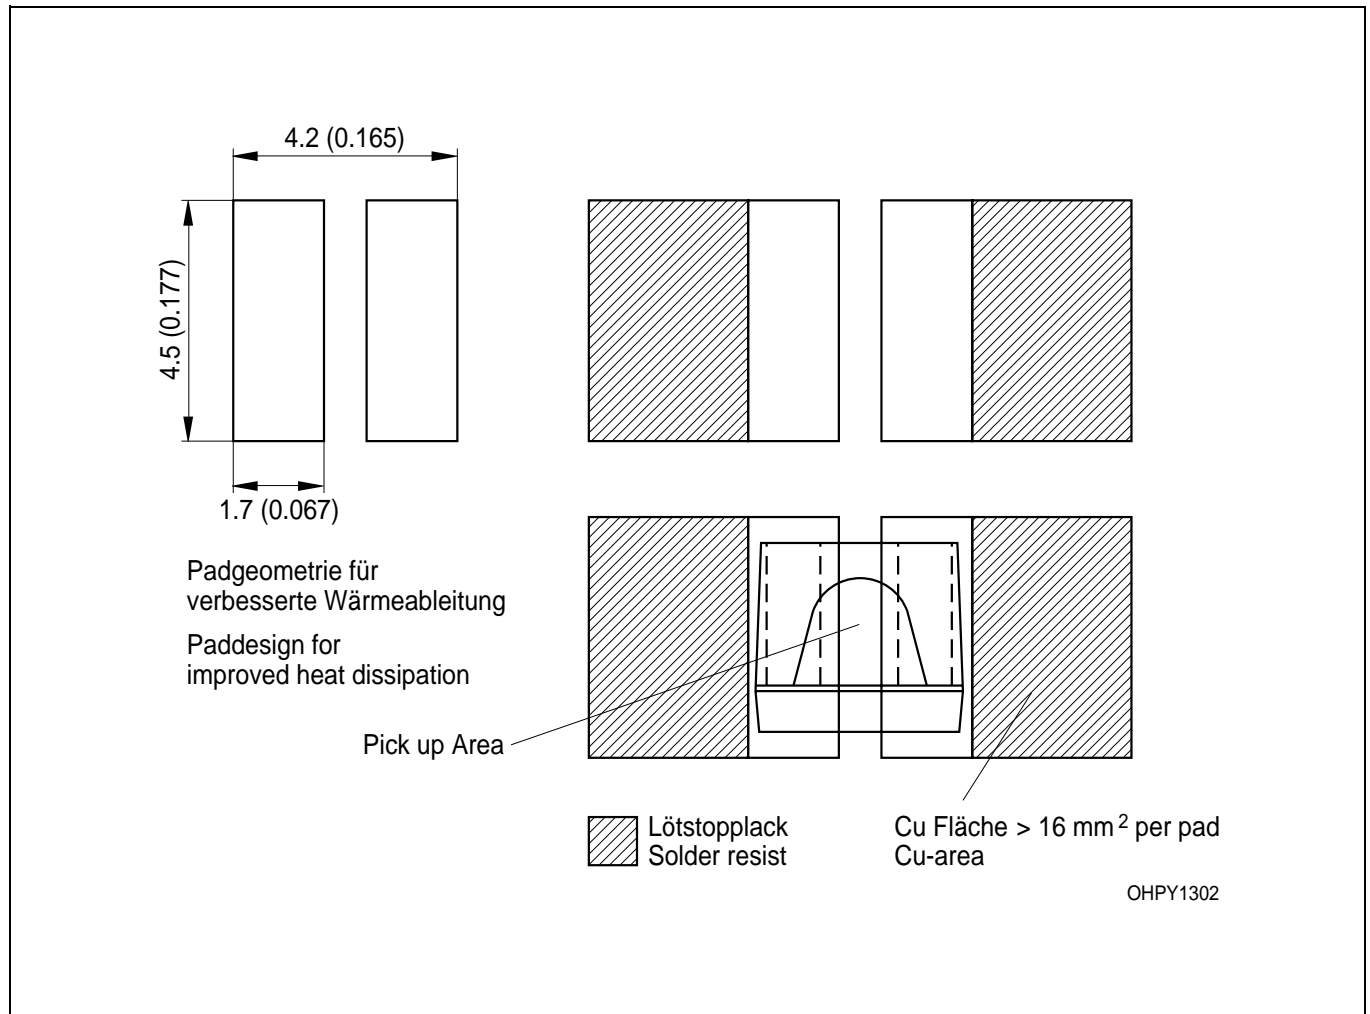 4.2 (0.165)
4.5 (0.177)
1.7 (0.067)
Padgeometrie für
verbesserte Wärmeableitung
Paddesign for
improved heat dissipation
Pick up Area
Lötstopplack
Solder resist
Cu Fläche > 16 mm² per pad
Cu-area
OHPY1302